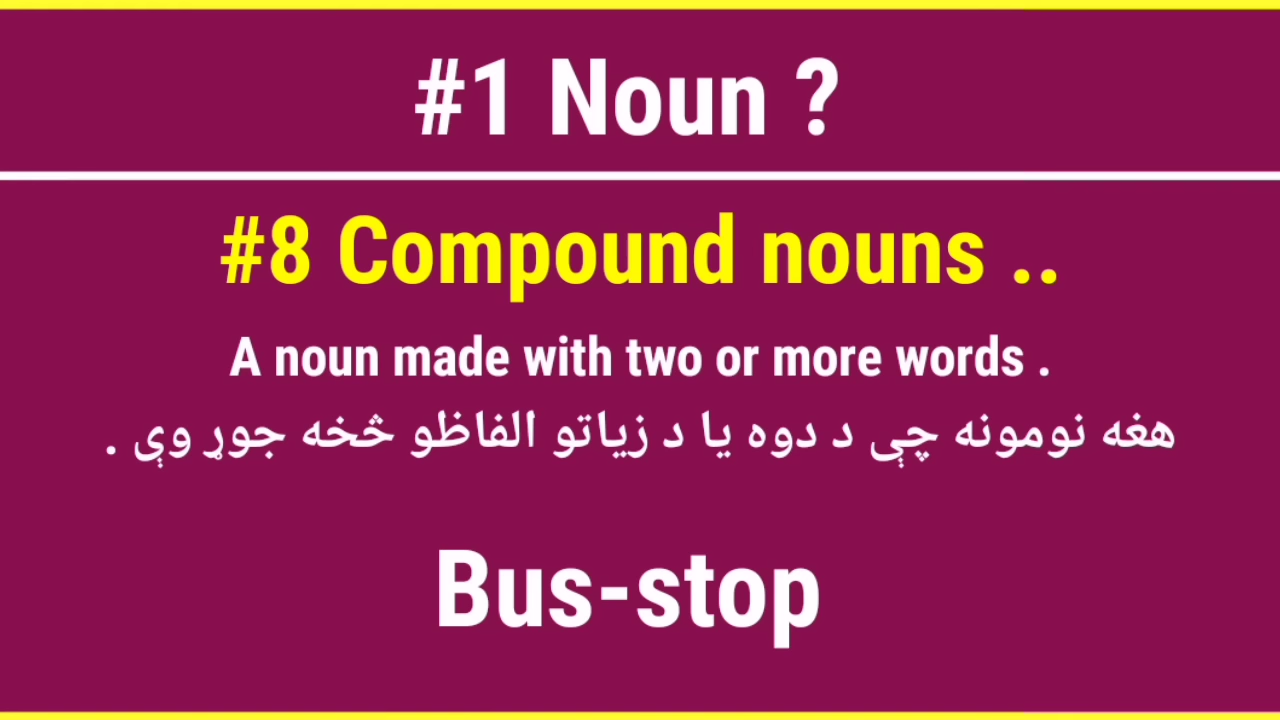 #1 Noun ?
#8 Compound nouns ..
A noun made with two or more words .
هغه نومونه چې د دوه یا د زیاتو الفاظو څخه جوړ وې .
Bus-stop